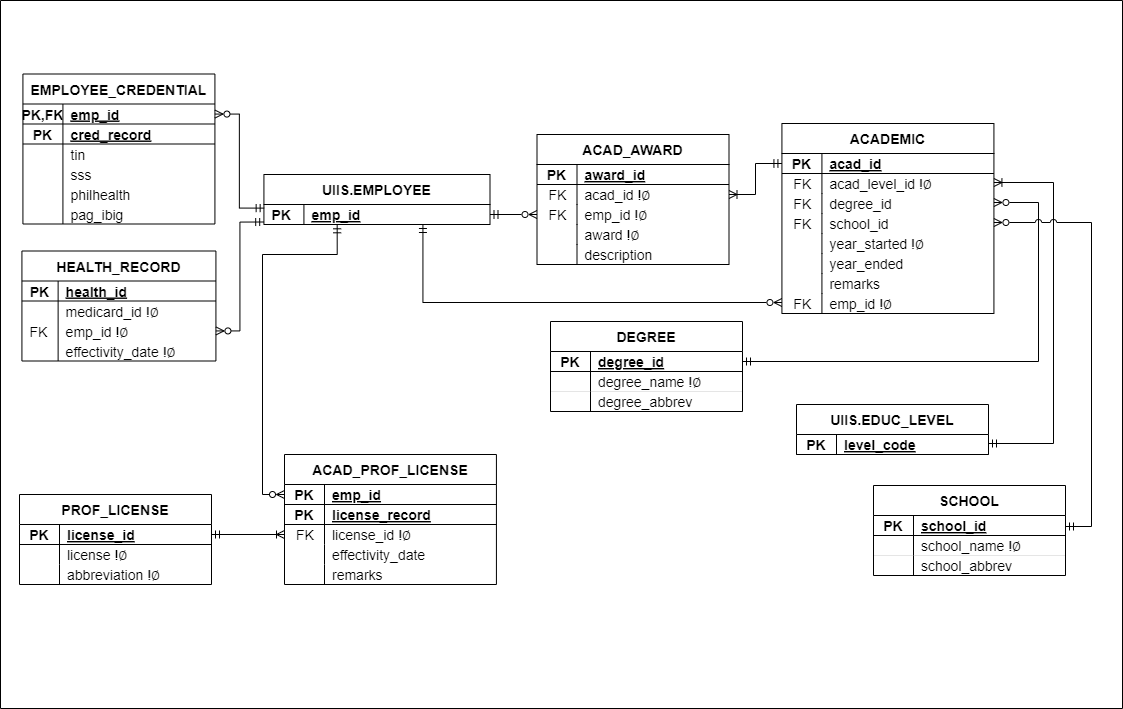 EMPLOYEE_CREDENTIAL
PK,FK emp_id
PK cred_record
tin
sss
philhealth
pag_ibig
UIIS.EMPLOYEE
PK emp_id
ACAD_AWARD
PK award_id
FK acad_id !Ø
FK emp_id !Ø
award !Ø
description
ACADEMIC
PK acad_id
FK acad_level_id !Ø
FK degree_id
FK school_id
year_started !Ø
year_ended
remarks
FK emp_id !Ø
HEALTH_RECORD
PK health_id
medicard_id !Ø
FK emp_id !Ø
effectivity_date !Ø
DEGREE
PK degree_id
degree_name !Ø
degree_abbrev
UIIS.EDUC_LEVEL
PK level_code
PROF_LICENSE
PK license_id
license !Ø
abbreviation !Ø
ACAD_PROF_LICENSE
PK emp_id
PK license_record
FK license_id !Ø
effectivity_date
remarks
SCHOOL
PK school_id
school_name !Ø
school_abbrev